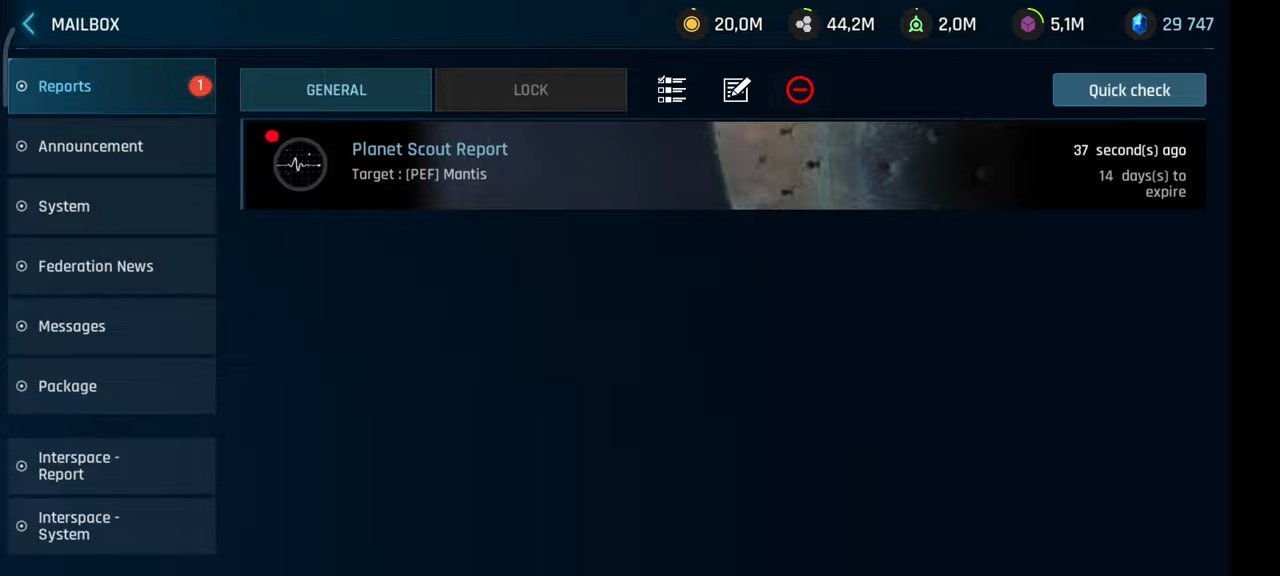 MAILBOX
20,0M
44,2M
2,0M
5,1M
29 747
Reports
1
Announcement
System
Federation News
Messages
Package
Interspace -
Report
Interspace -
System
GENERAL
LOCK
Quick check
Planet Scout Report
Target : [PEF] Mantis
37 second(s) ago
14 days(s) to
expire